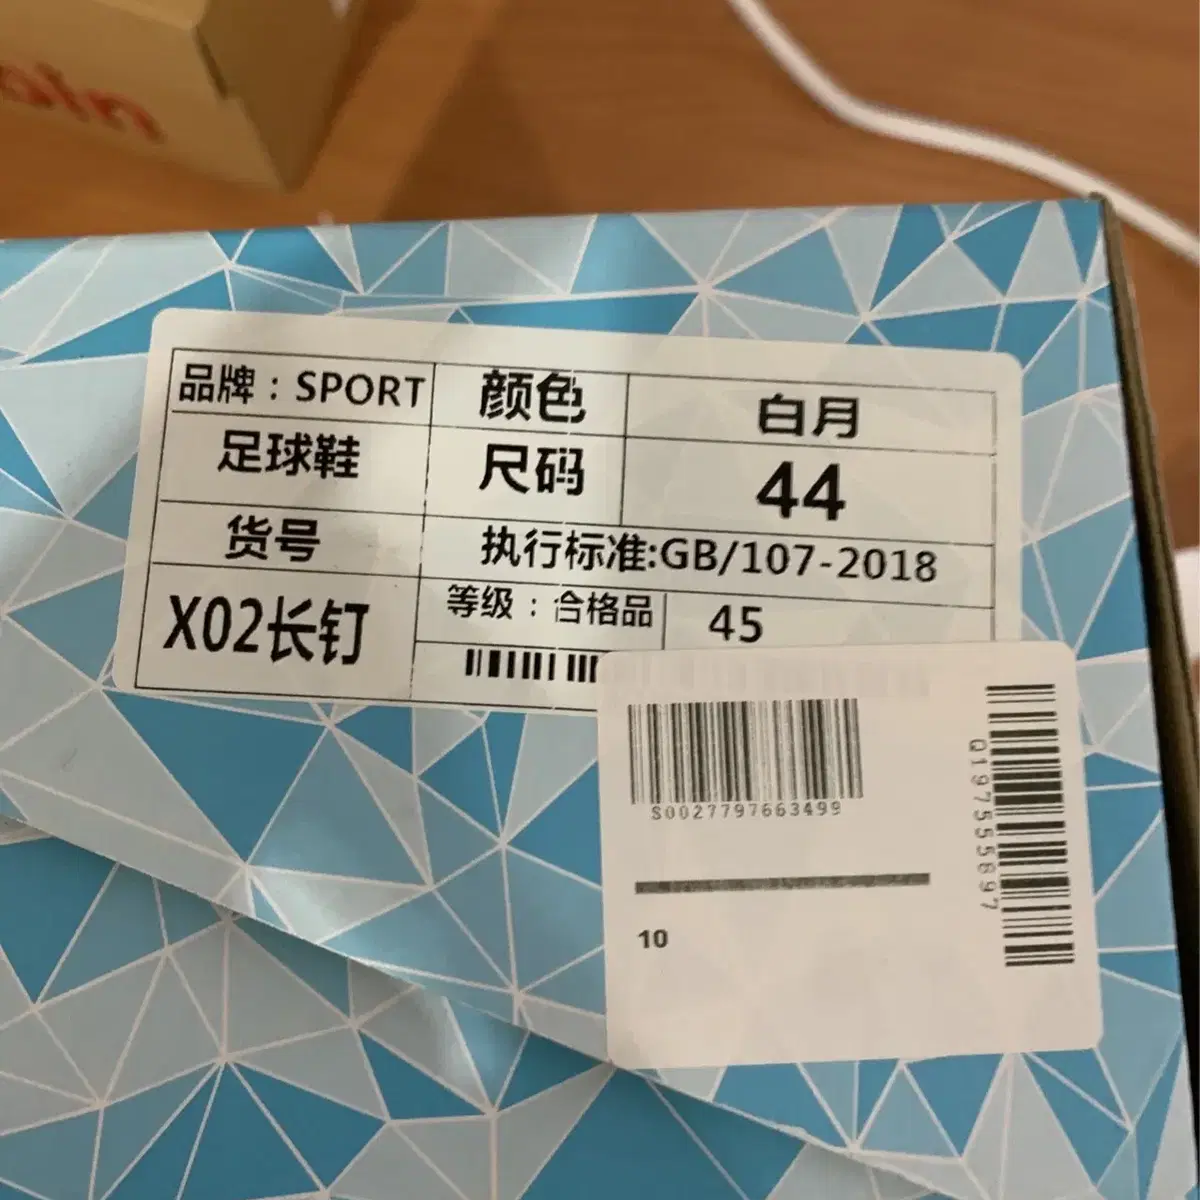 品牌：SPORT
颜色
白月
足球鞋
尺码
44
货号
执行标准:GB/107-2018
X02长钉
等级：合格品
45
S0027797663499
Q1975555897
10